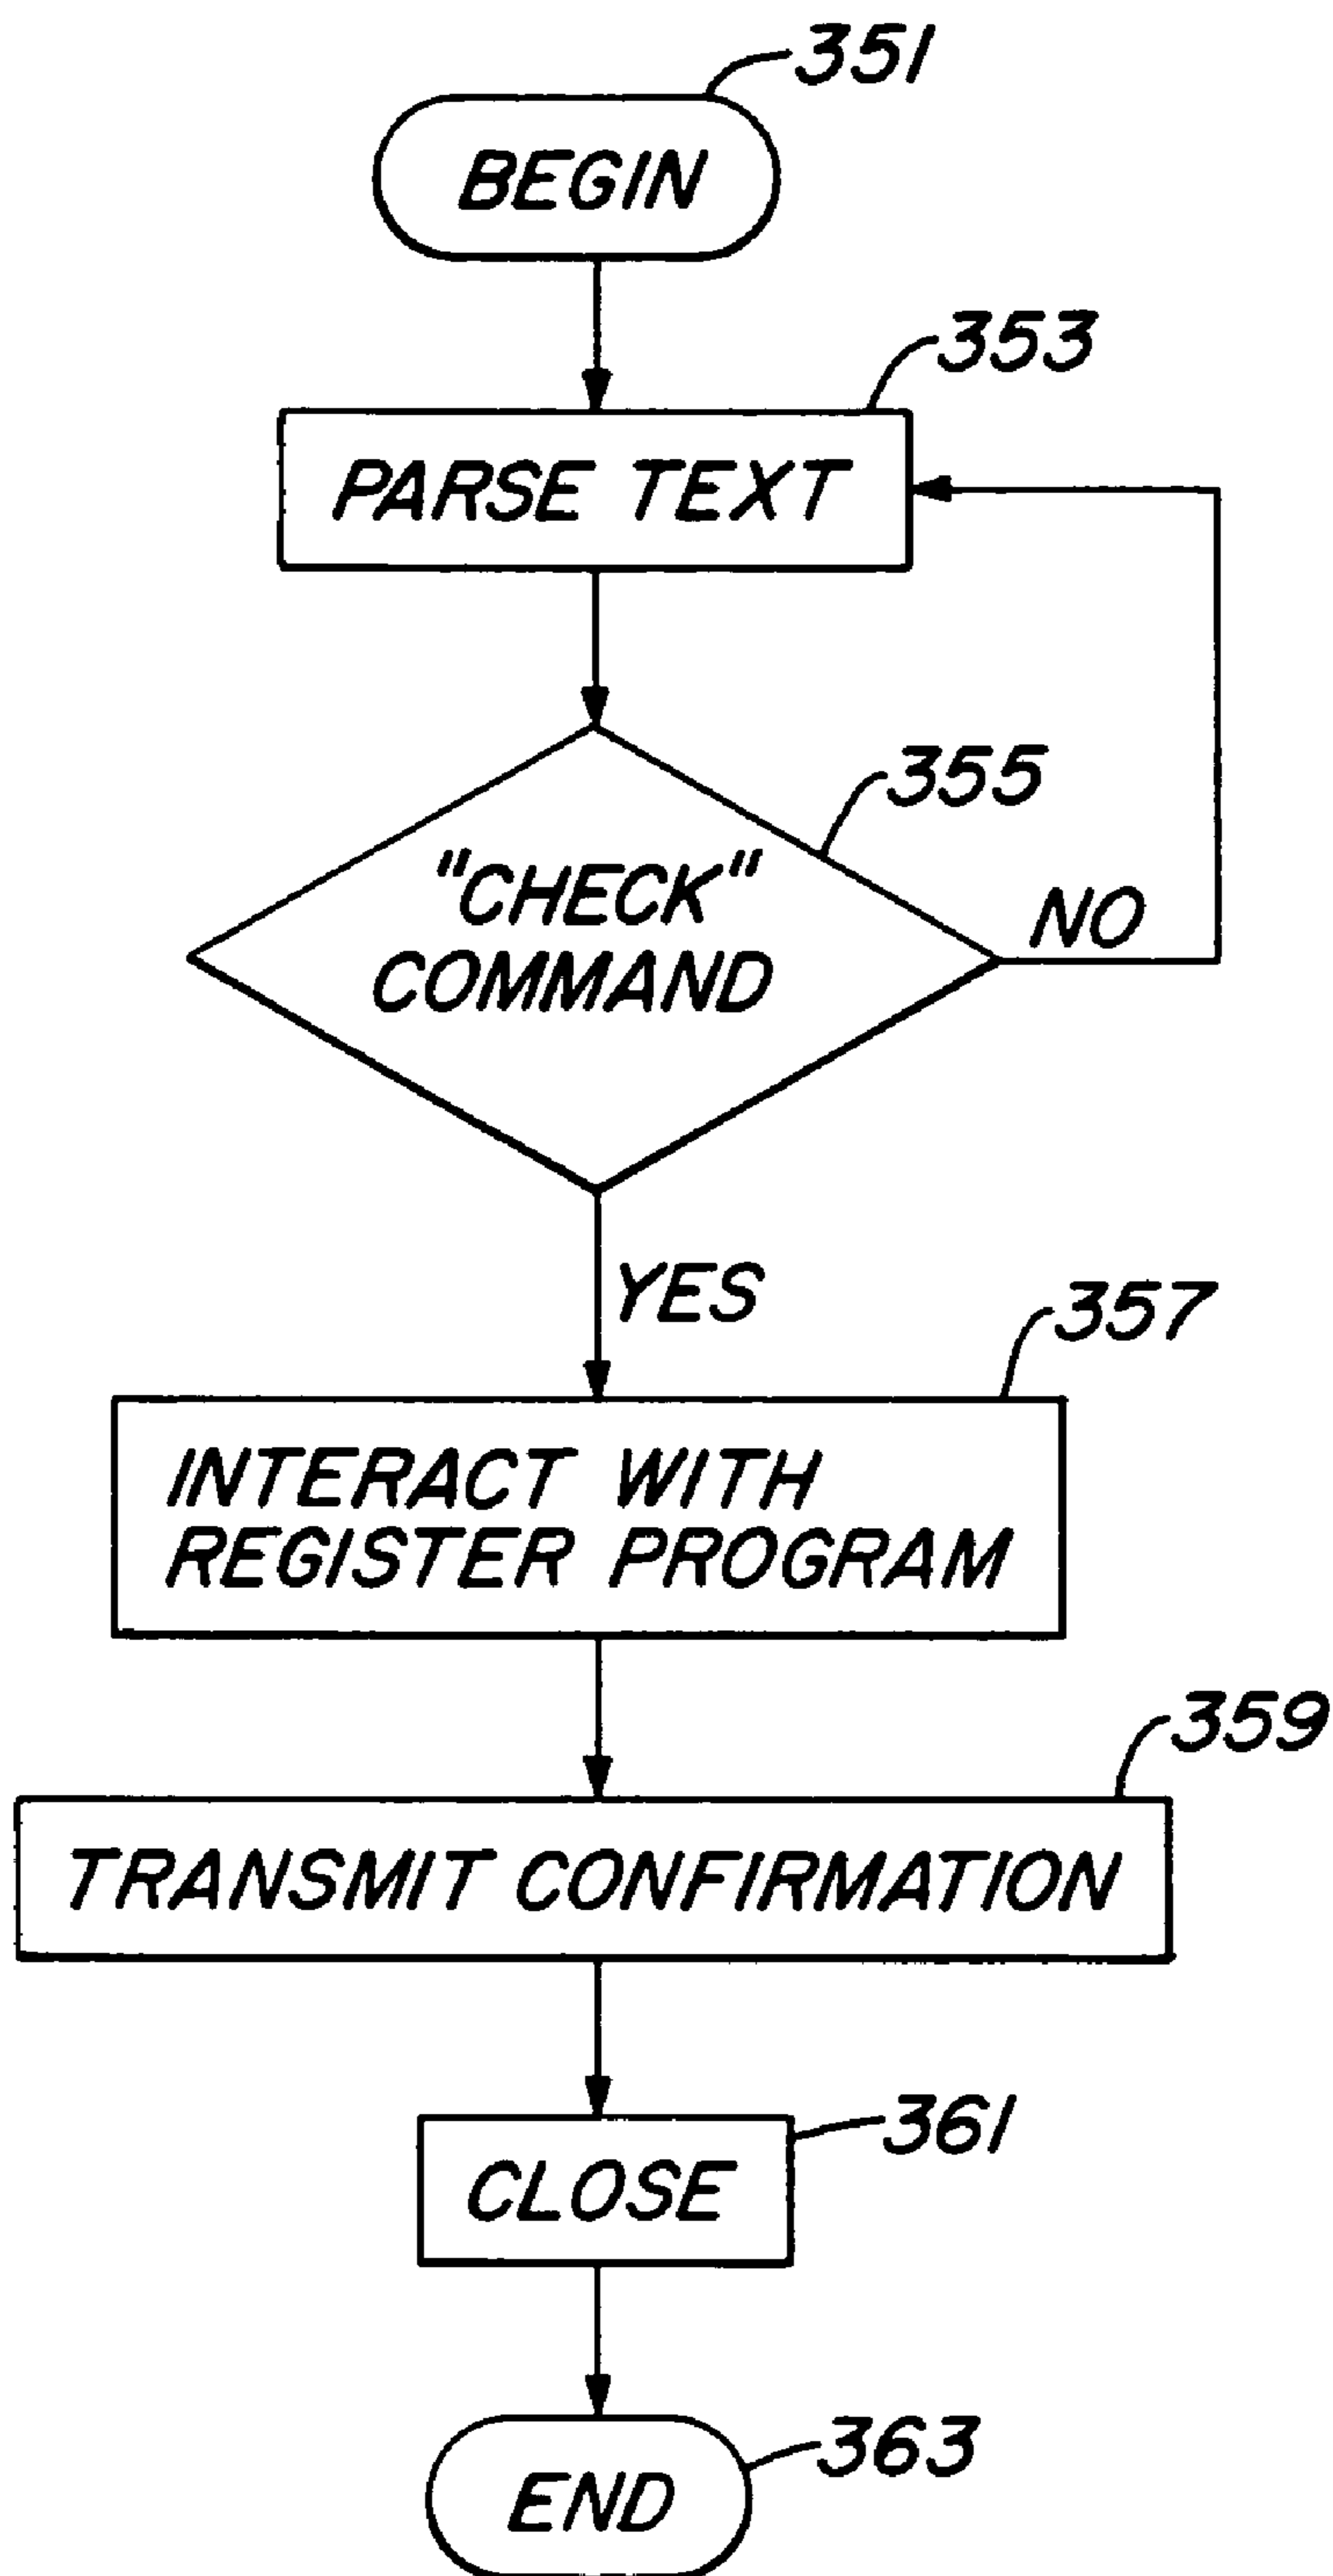 351
BEGIN
353
PARSE TEXT
355
"CHECK"
COMMAND
NO
YES
357
INTERACT WITH
REGISTER PROGRAM
359
TRANSMIT CONFIRMATION
361
CLOSE
363
END